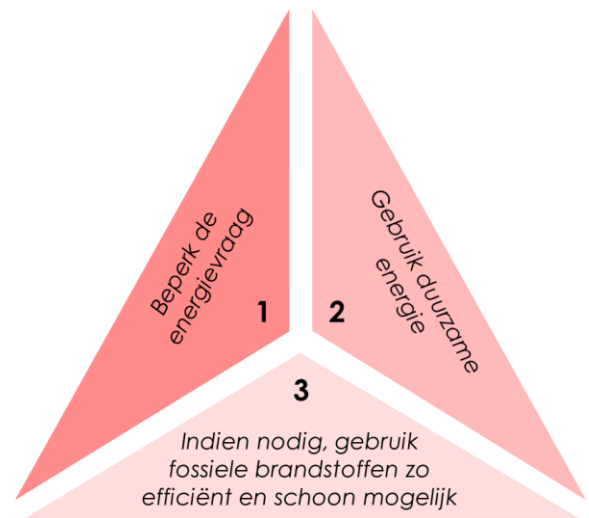 Beperk de
energievraag
1
Gebruik duurzame
energie
2
3
Indien nodig, gebruik
fossiele brandstoffen zo
efficiënt en schoon mogelijk